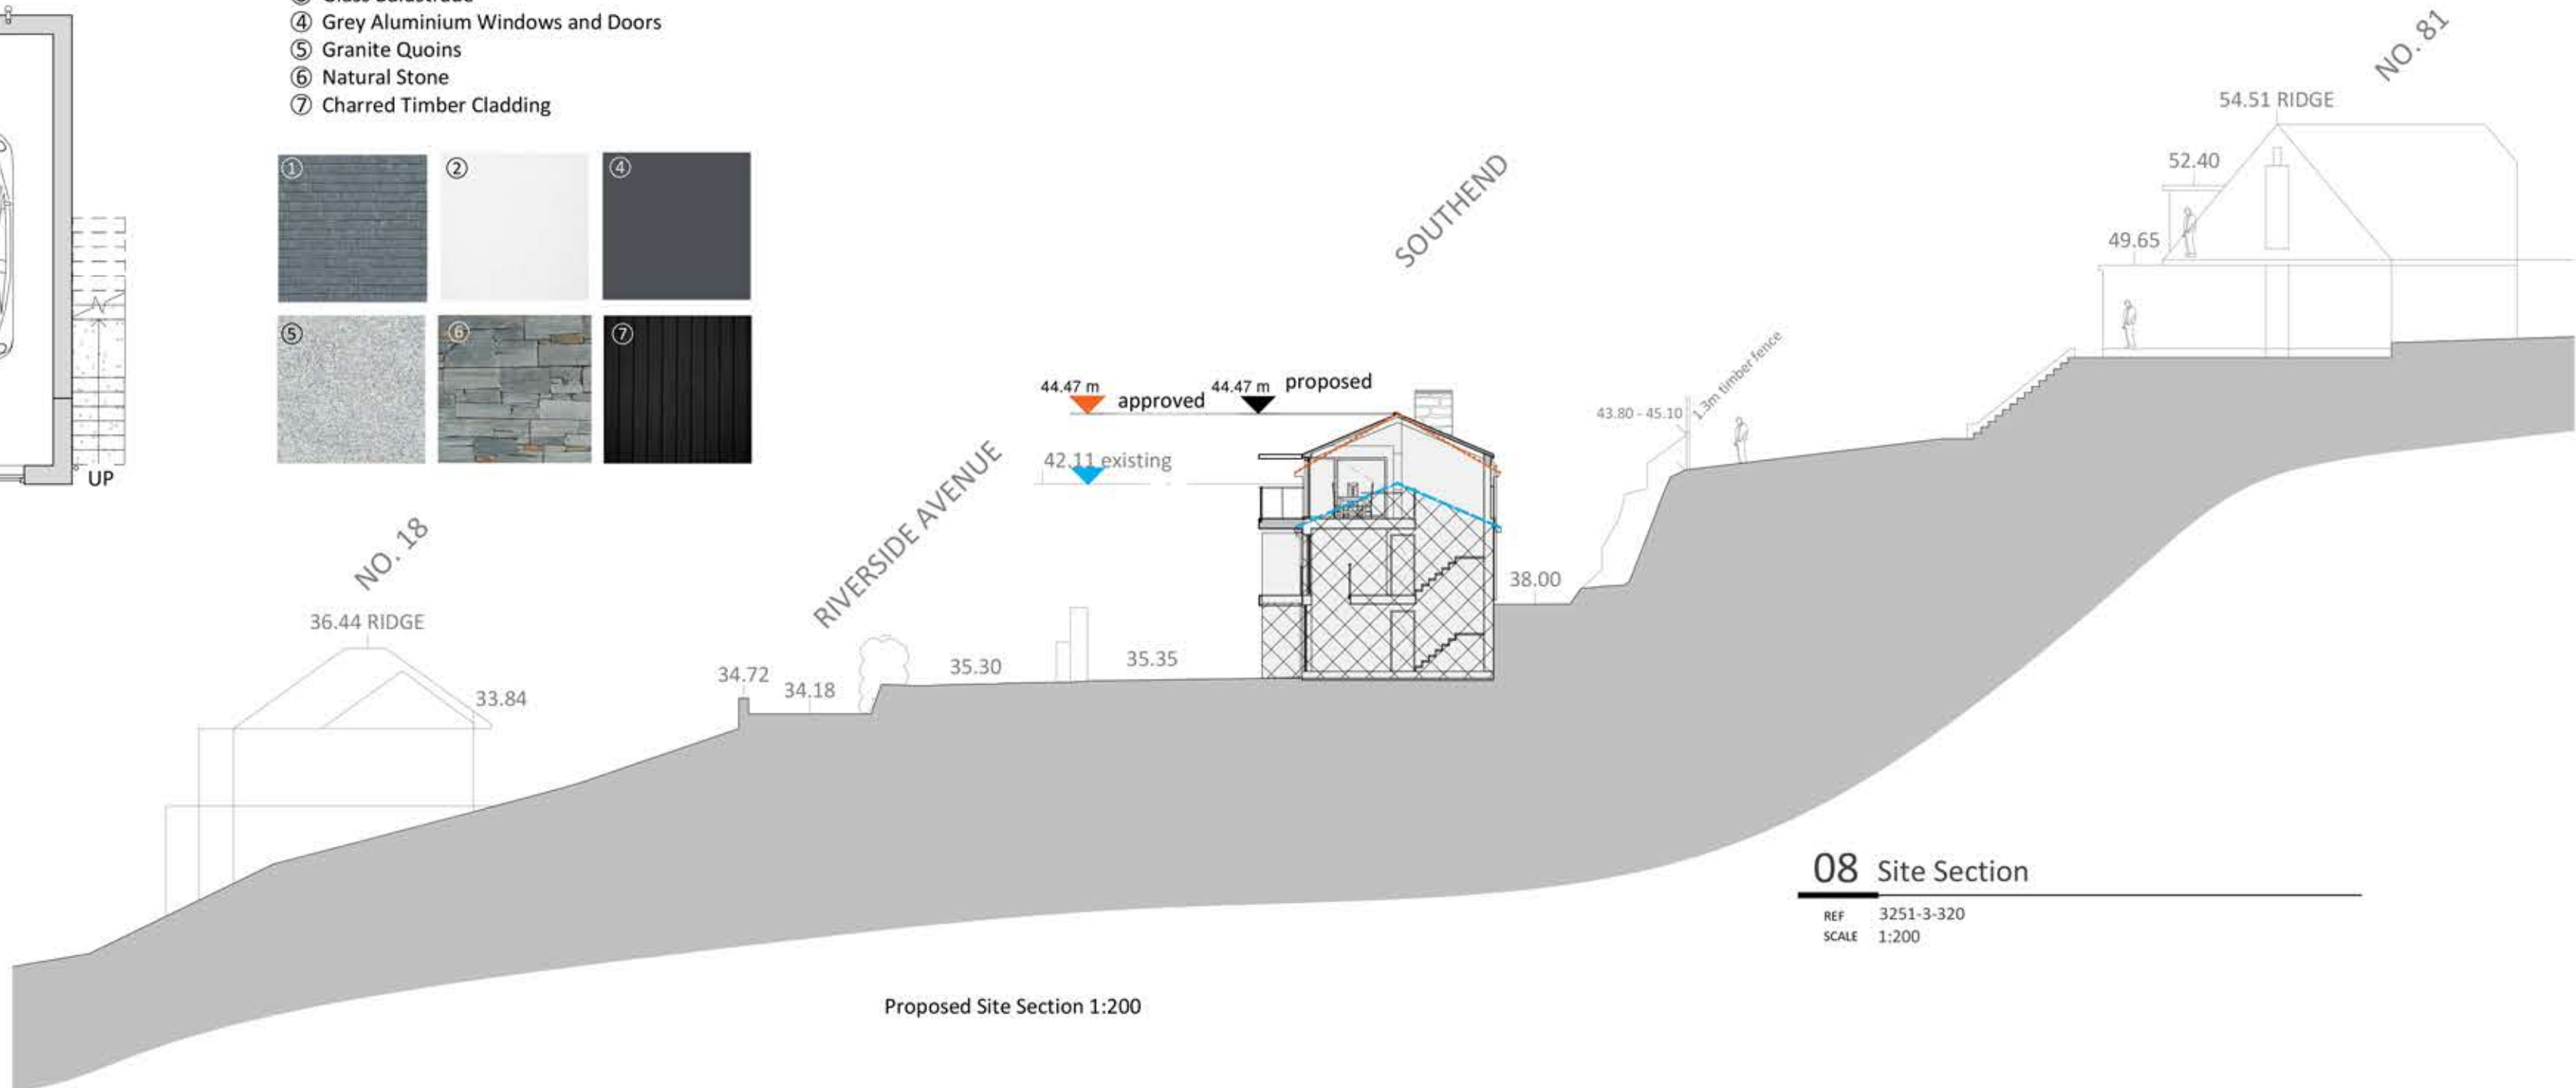 ④ Grey Aluminium Windows and Doors
⑤ Granite Quoins
⑥ Natural Stone
⑦ Charred Timber Cladding
① ② ④
⑤ ⑥ ⑦
UP
NO. 18
36.44 RIDGE
33.84
34.72
34.18
RIVERSIDE AVENUE
35.30
35.35
44.47 m approved
44.47 m proposed
42.11 existing
SOUTHEND
38.00
43.80 - 45.10
1.3m timber fence
49.65
52.40
54.51 RIDGE
NO. 81
08 Site Section
REF 3251-3-320
SCALE 1:200
Proposed Site Section 1:200